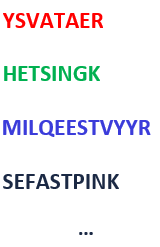 YSVATAER
HETSINGK
MILQEESTVYYR
SEFASTPINK
...